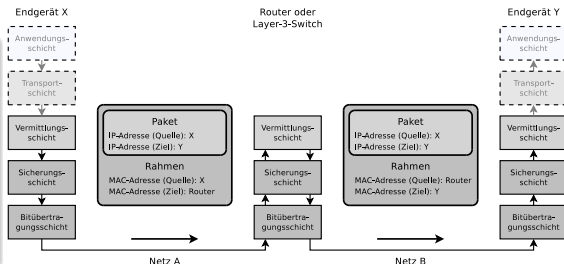 Endgerät X
Router oder
Layer-3-Switch
Endgerät Y
Anwendungs-
schicht
Transport-
schicht
Vermittlungs-
schicht
Sicherungs-
schicht
Bitübertra-
gungsschicht
Paket
IP-Adresse (Quelle): X
IP-Adresse (Ziel): Y
Rahmen
MAC-Adresse (Quelle): X
MAC-Adresse (Ziel): Router
Vermittlungs-
schicht
Sicherungs-
schicht
Bitübertra-
gungsschicht
Paket
IP-Adresse (Quelle): X
IP-Adresse (Ziel): Y
Rahmen
MAC-Adresse (Quelle): Router
MAC-Adresse (Ziel): Y
Anwendungs-
schicht
Transport-
schicht
Vermittlungs-
schicht
Sicherungs-
schicht
Bitübertra-
gungsschicht
Netz A
Netz B